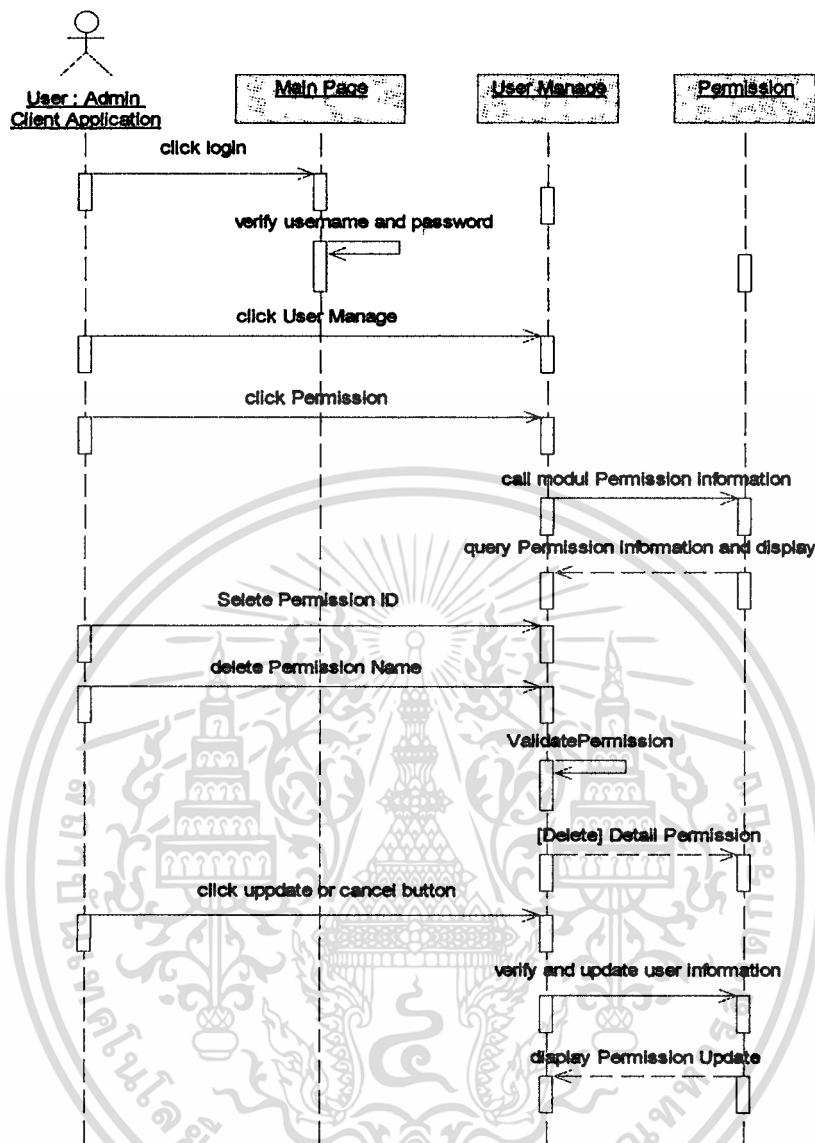 User : Admin
Client Application
Main Page
User Manage
Permission
click login
verify username and password
click User Manage
click Permission
call modul Permission information
query Permission information and display
Selete Permission ID
delete Permission Name
ValidatePermission
[Delete] Detail Permission
click uppdate or cancel button
verify and update user information
display Permission Update